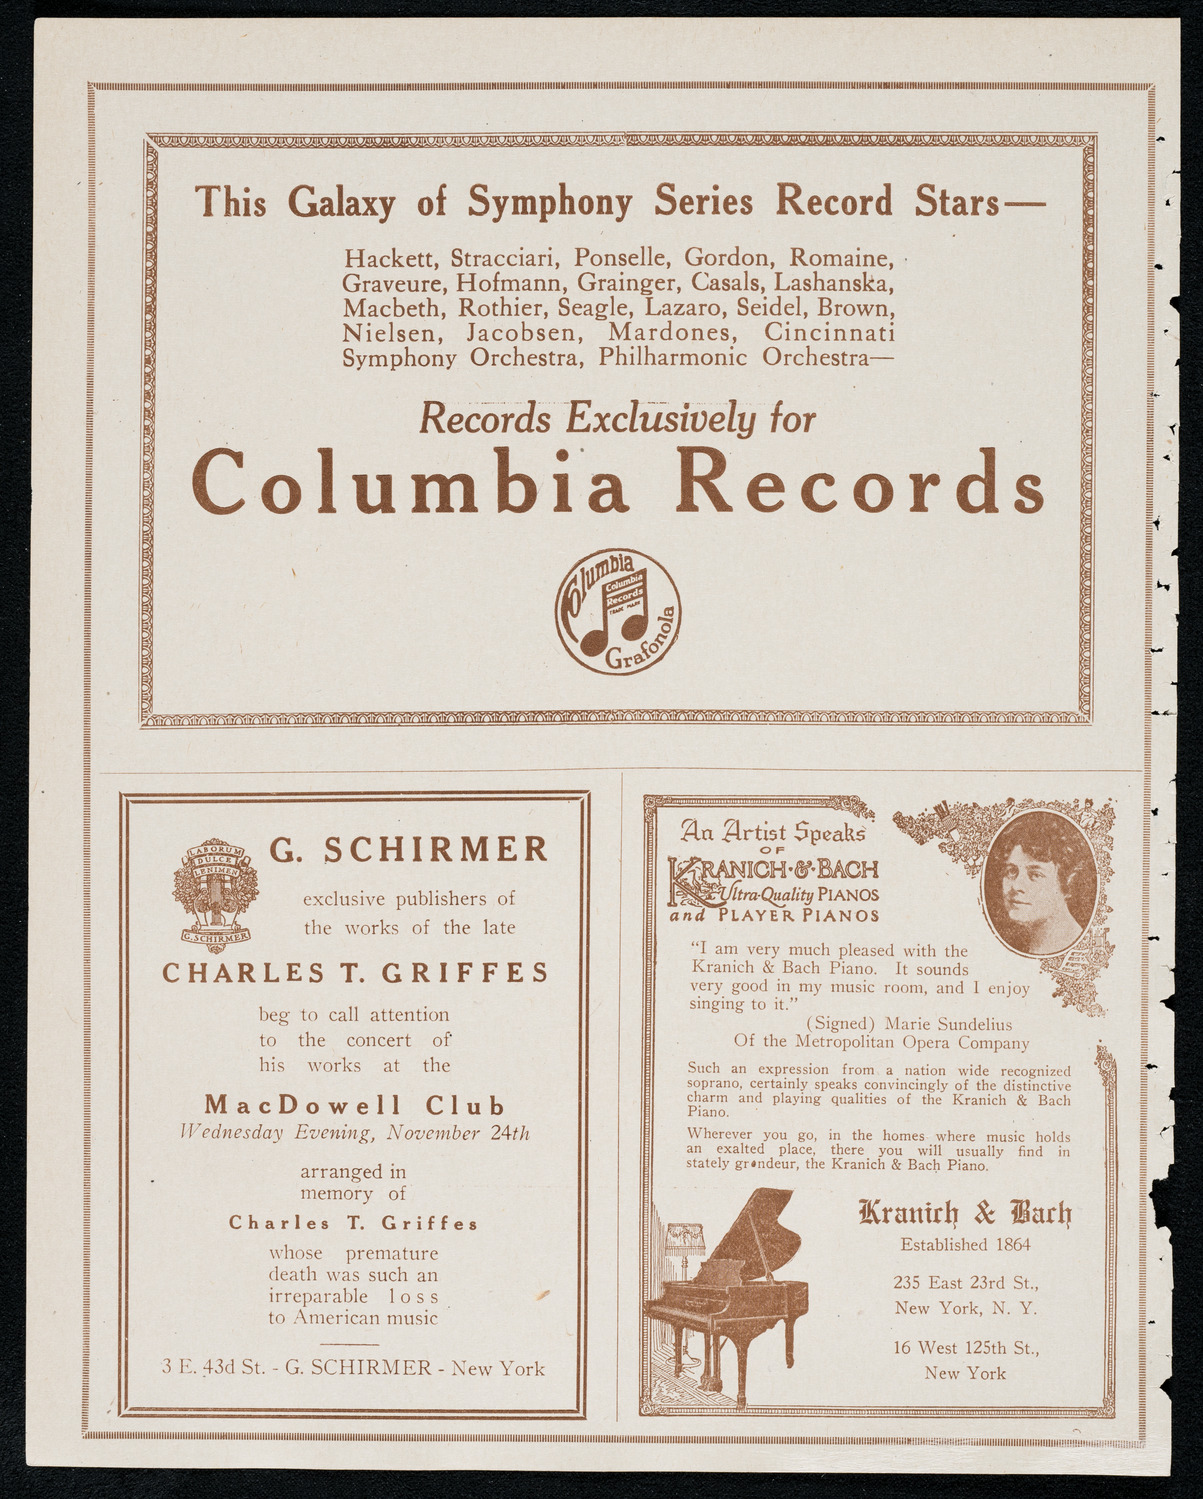 This Galaxy of Symphony Series Record Stars—
Hackett, Stracciari, Ponselle, Gordon, Romaine,
Graveure, Hofmann, Grainger, Casals, Lashanska,
Macbeth, Rothier, Seagle, Lazaro, Seidel, Brown,
Nielsen, Jacobsen, Mardones, Cincinnati
Symphony Orchestra, Philharmonic Orchestra—
Records Exclusively for
Columbia Records
Columbia
Columbia
Records
TRADE MARK
Grafonola
LABORUM
DULCE
LENIMEN
G. SCHIRMER
G. SCHIRMER
exclusive publishers of
the works of the late
CHARLES T. GRIFFES
beg to call attention
to the concert of
his works at the
MacDowell Club
Wednesday Evening, November 24th
arranged in
memory of
Charles T. Griffes
whose premature
death was such an
irreparable loss
to American music
3 E. 43d St. - G. SCHIRMER - New York
An Artist Speaks
OF
KRANICH·&·BACH
Ultra-Quality PIANOS
and PLAYER PIANOS
"I am very much pleased with the
Kranich & Bach Piano. It sounds
very good in my music room, and I enjoy
singing to it."
(Signed) Marie Sundelius
Of the Metropolitan Opera Company
Such an expression from a nation wide recognized
soprano, certainly speaks convincingly of the distinctive
charm and playing qualities of the Kranich & Bach
Piano.
Wherever you go, in the homes where music holds
an exalted place, there you will usually find in
stately grandeur, the Kranich & Bach Piano.
Kranich & Bach
Established 1864
235 East 23rd St.,
New York, N. Y.
16 West 125th St.,
New York